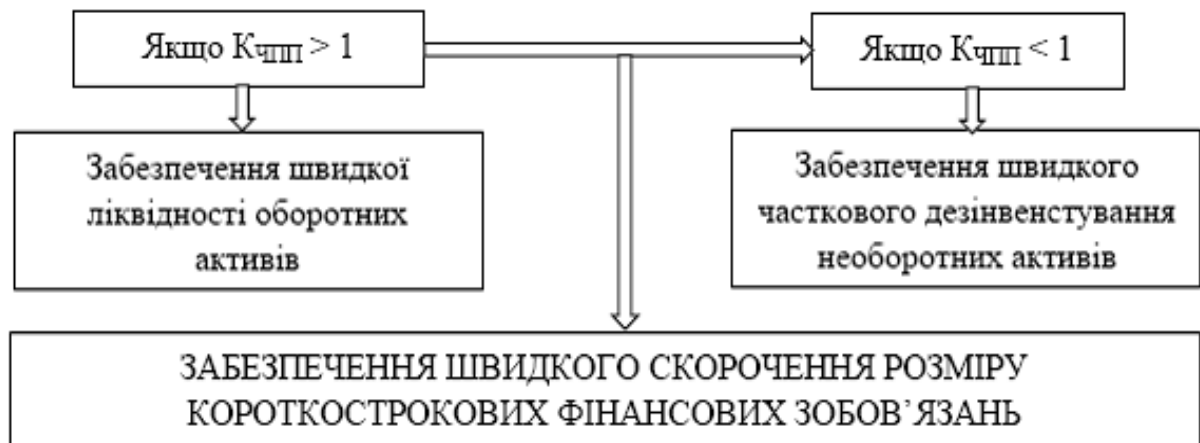 Якщо КЧПП > 1
Якщо КЧПП < 1
Забезпечення швидкої
ліквідності оборотних
активів
Забезпечення швидкого
часткового дезінвенстування
необоротних активів
ЗАБЕЗПЕЧЕННЯ ШВИДКОГО СКОРОЧЕННЯ РОЗМІРУ
КОРОТКОСТРОКОВИХ ФІНАНСОВИХ ЗОБОВ’ЯЗАНЬ